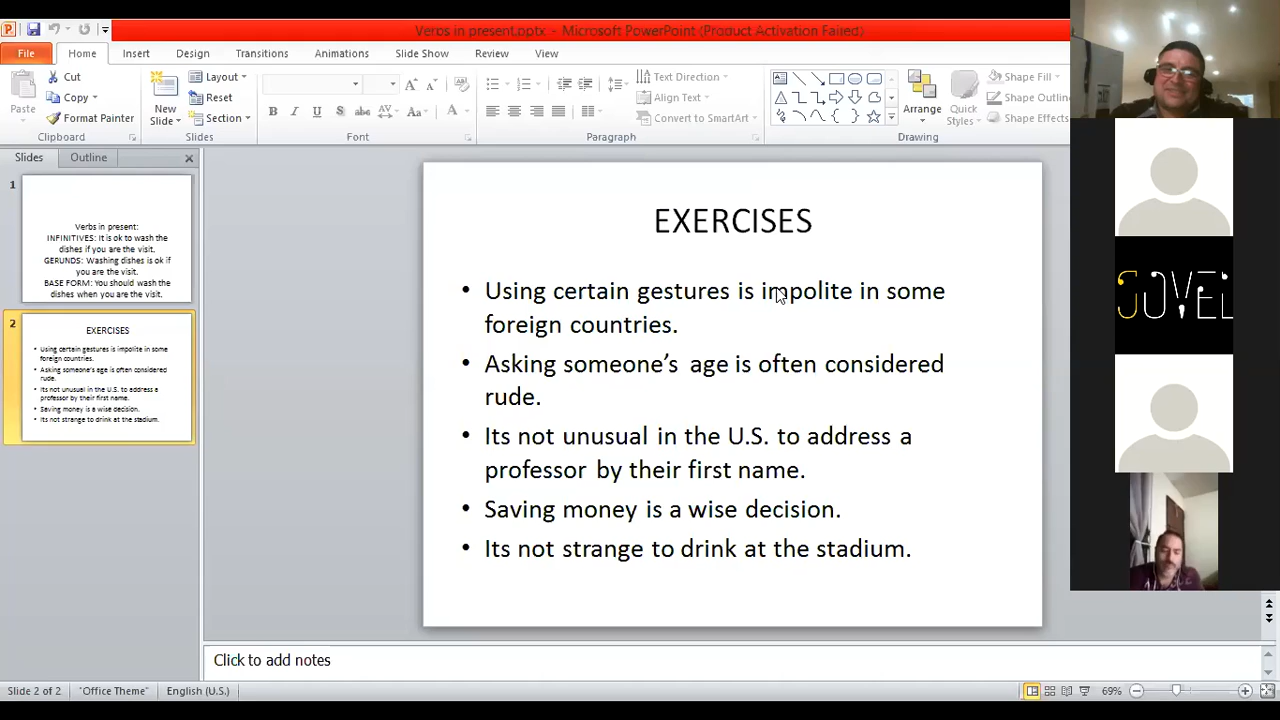 Verbs in present.pptx - Microsoft PowerPoint (Product Activation Failed)
File Home Insert Design Transitions Animations Slide Show Review View
Cut
Copy
Format Painter
Paste
Clipboard
New
Slide
Layout
Reset
Section
Slides
Font
Text Direction
Align Text
Convert to SmartArt
Paragraph
Arrange
Quick
Styles
Shape Fill
Shape Outline
Shape Effects
Drawing
Slides Outline
1
Verbs in present:
INFINITIVES: It is ok to wash the
dishes if you are the visit.
GERUNDS: Washing dishes is ok if
you are the visit.
BASE FORM: You should wash the
dishes when you are the visit.
2
EXERCISES
Using certain gestures is impolite in some
foreign countries.
Asking someone's age is often considered
rude.
Its not unusual in the U.S. to address a
professor by their first name.
Saving money is a wise decision.
Its not strange to drink at the stadium.
EXERCISES
• Using certain gestures is impolite in some
foreign countries.
• Asking someone’s age is often considered
rude.
• Its not unusual in the U.S. to address a
professor by their first name.
• Saving money is a wise decision.
• Its not strange to drink at the stadium.
Click to add notes
Slide 2 of 2 "Office Theme" English (U.S.) 69%